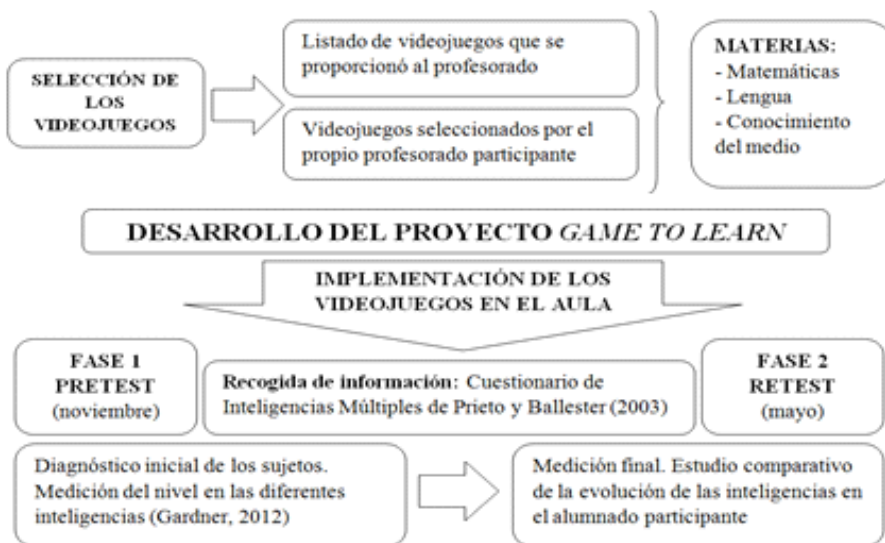 SELECCIÓN DE
LOS
VIDEOJUEGOS
Listado de videojuegos que se
proporcionó al profesorado
Videojuegos seleccionados por el
propio profesorado participante
MATERIAS:
- Matemáticas
- Lengua
- Conocimiento
del medio
DESARROLLO DEL PROYECTO GAME TO LEARN
IMPLEMENTACIÓN DE LOS
VIDEOJUEGOS EN EL AULA
FASE 1
PRETEST
(noviembre)
Recogida de información: Cuestionario de
Inteligencias Múltiples de Prieto y Ballester (2003)
FASE 2
RETEST
(mayo)
Diagnóstico inicial de los sujetos.
Medición del nivel en las diferentes
inteligencias (Gardner, 2012)
Medición final. Estudio comparativo
de la evolución de las inteligencias en
el alumnado participante